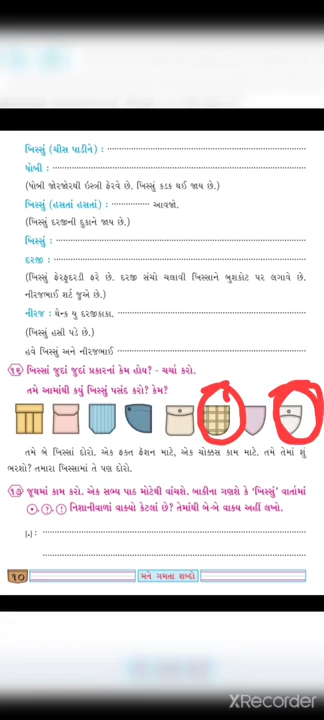 ખિસ્સું (ચીસ પાડીને) : ........................................
ધોબી : ........................................
(ધોબી જોરજોરથી ઇસ્ત્રી ફેરવે છે. ખિસ્સું કડક થઈ જાય છે.)
ખિસ્સું (હસતાં હસતાં) : ............... આવજો.
(ખિસ્સું દરજીની દુકાને જાય છે.)
ખિસ્સું : ........................................
દરજી : ........................................
(ખિસ્સું ફેરફુદરડી ફરે છે. દરજી સંચો ચલાવી ખિસ્સાને બુશકોટ પર લગાવે છે.
નીરજભાઈ શર્ટ જુએ છે.)
નીરજ : થેન્ક યુ દરજીકાકા. ........................................
(ખિસ્સું હસી પડે છે.)
હવે ખિસ્સું અને નીરજભાઈ ........................................
૧૬ ખિસ્સાં જુદાં જુદાં પ્રકારનાં કેમ હોય? - ચર્ચા કરો.
તમે આમાંથી કયું ખિસ્સું પસંદ કરો? કેમ?
તમે બે ખિસ્સાં દોરો. એક ફક્ત ફેશન માટે, એક ચોક્કસ કામ માટે. તમે તેમાં શું
ભરશો? તમારા ખિસ્સામાં તે પણ દોરો.
૧૭ જૂથમાં કામ કરો. એક સભ્ય પાઠ મોટેથી વાંચશે. બાકીના ગણશે કે 'ખિસ્સું' વાર્તામાં
(.), (?), (!) નિશાનીવાળાં વાક્યો કેટલાં છે? તેમાંથી બે-બે વાક્ય અહીં લખો.
(.) : ........................................
........................................
૧૦ મને ગમતા શબ્દો
XRecorder